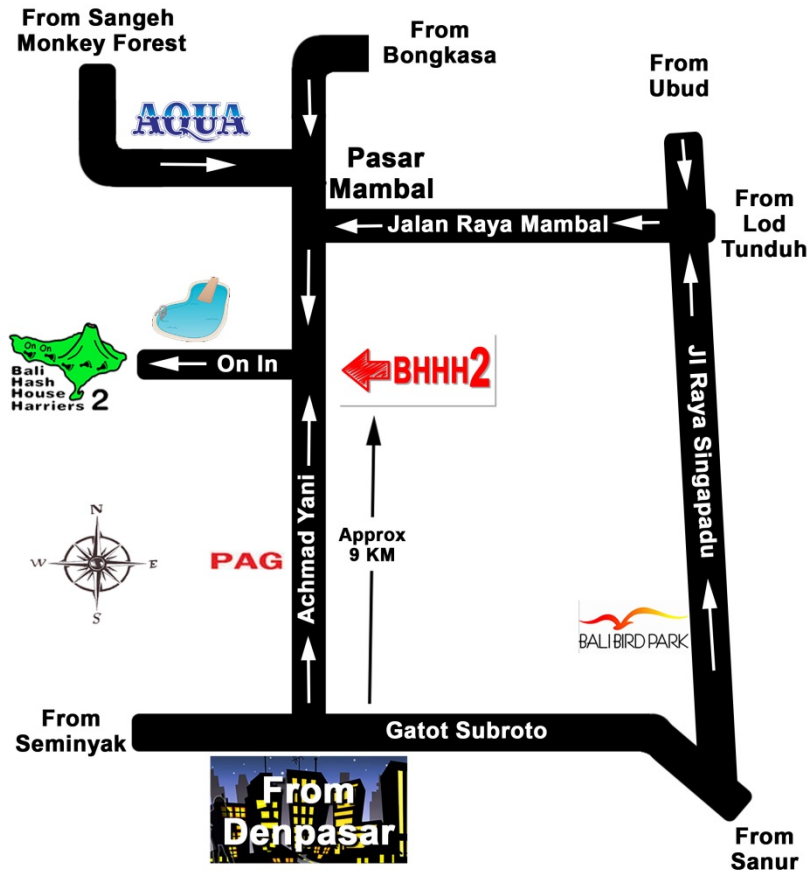 From Sangeh
Monkey Forest
From
Bongkasa
From
Ubud
AQUA
Pasar
Mambal
From
Lod
Tunduh
Jalan Raya Mambal
On On
Bali
Hash
House
Harriers 2
On In
BHHH2
Jl Raya Singapadu
Achmad Yani
N
W
E
S
PAG
Approx
9 KM
BALI BIRD PARK
From
Seminyak
Gatot Subroto
From
Denpasar
From
Sanur